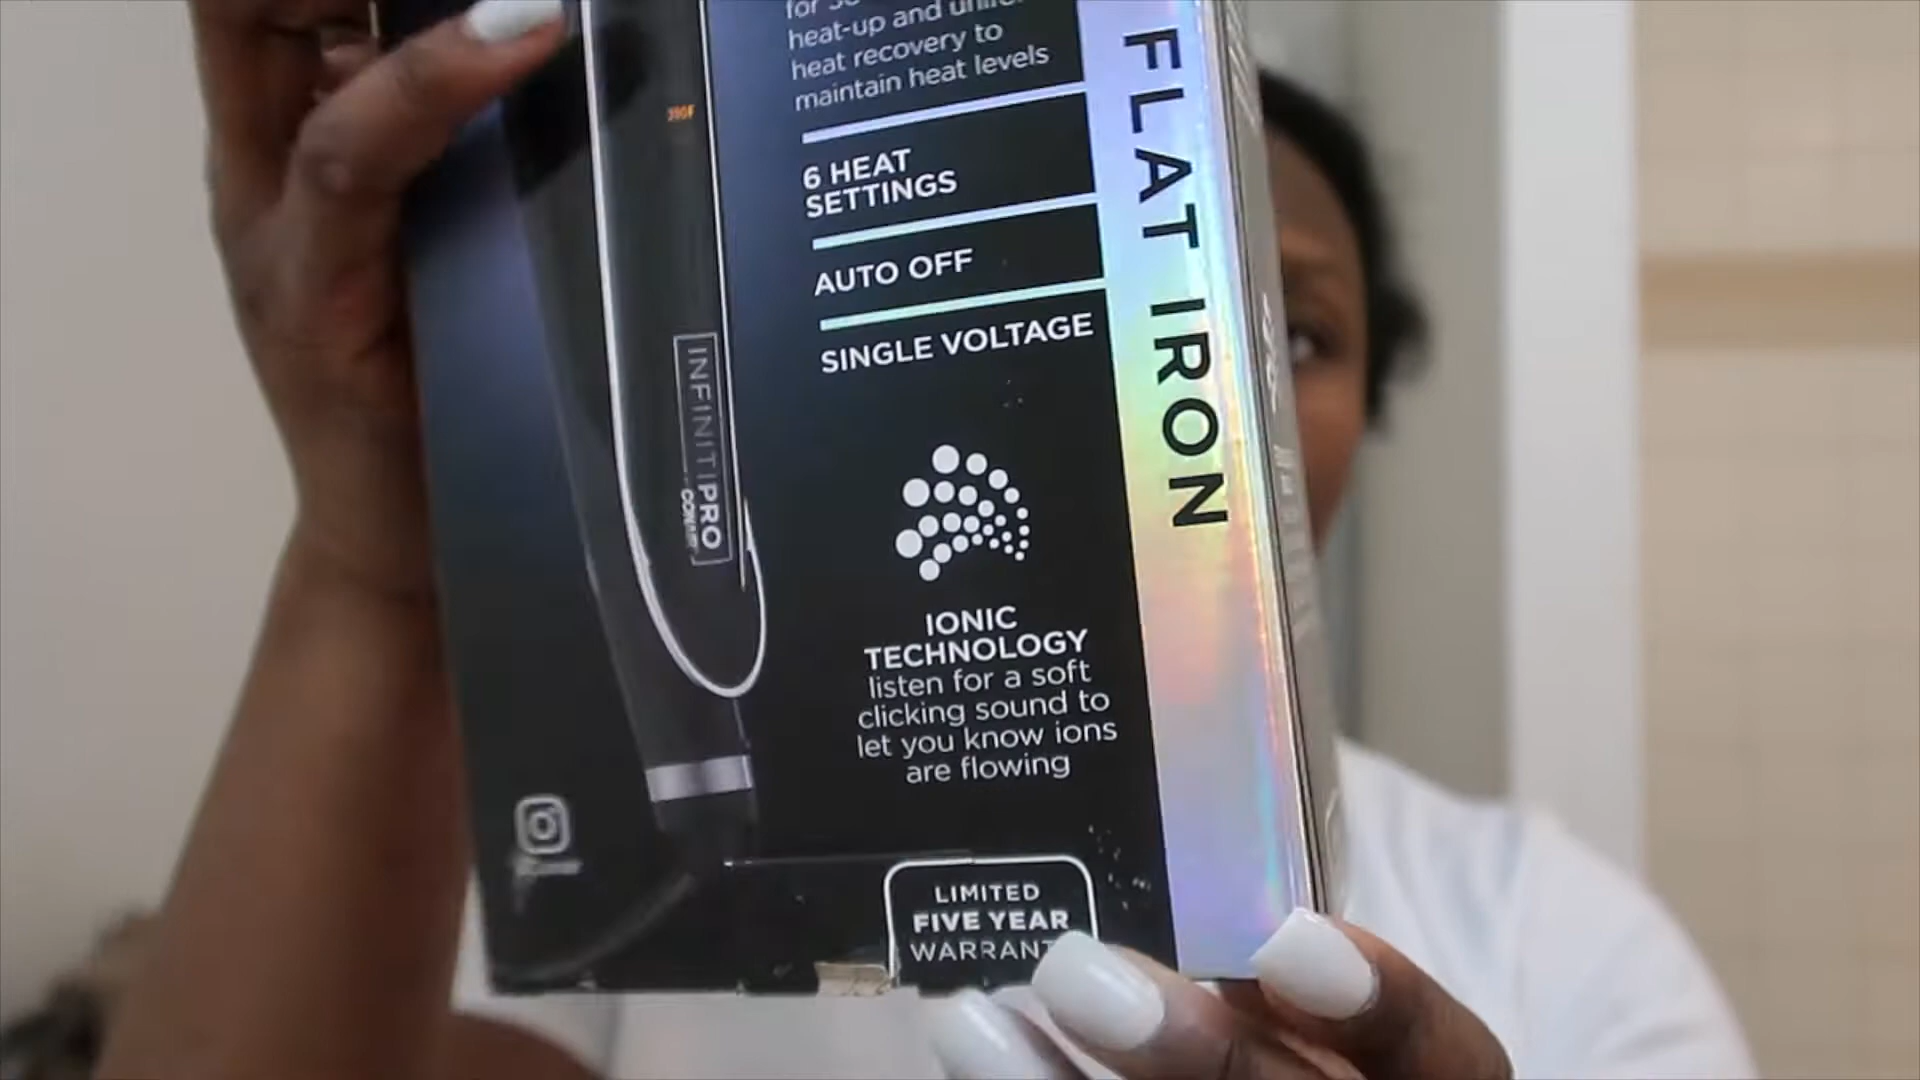 heat-up and
heat recovery to
maintain heat levels
6 HEAT
SETTINGS
AUTO OFF
SINGLE VOLTAGE
IONIC
TECHNOLOGY
listen for a soft
clicking sound to
let you know ions
are flowing
LIMITED
FIVE YEAR
WARRANT
INFINITIPRO
CONAIR
FLAT IRON